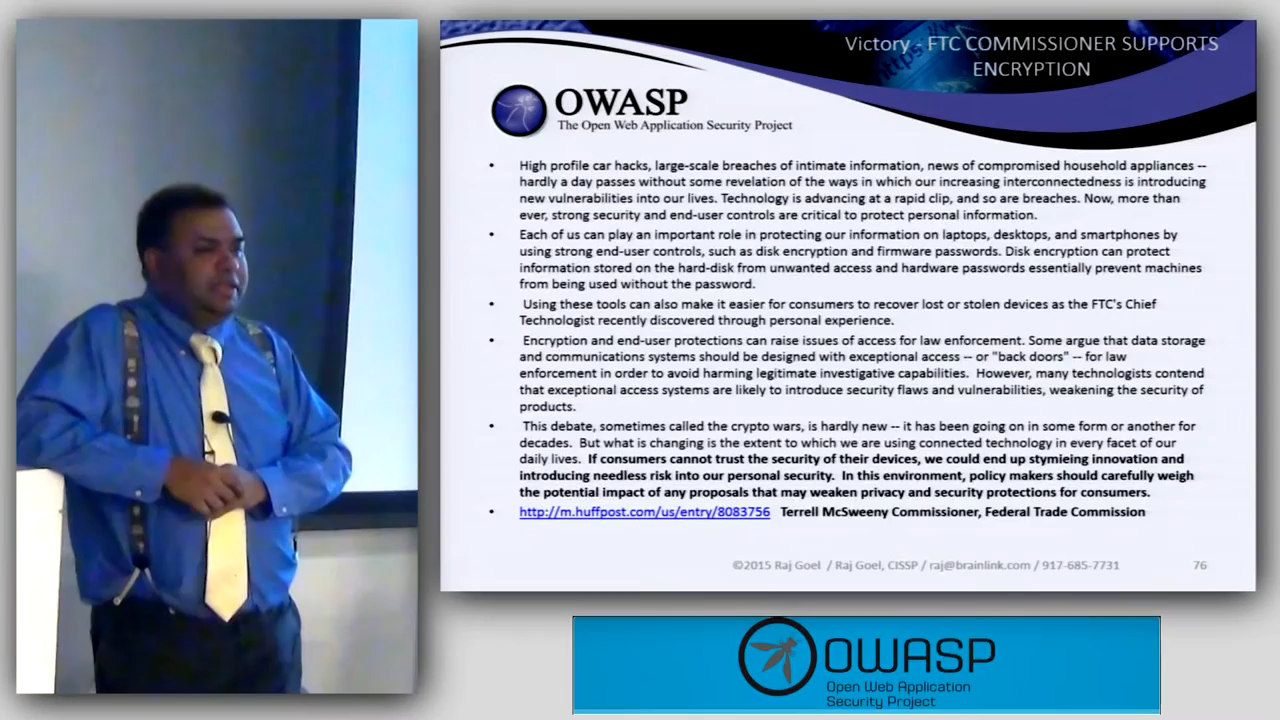 Victory - FTC COMMISSIONER SUPPORTS
ENCRYPTION
OWASP
The Open Web Application Security Project
• High profile car hacks, large-scale breaches of intimate information, news of compromised household appliances --
hardly a day passes without some revelation of the ways in which our increasing interconnectedness is introducing
new vulnerabilities into our lives. Technology is advancing at a rapid clip, and so are breaches. Now, more than
ever, strong security and end-user controls are critical to protect personal information.
• Each of us can play an important role in protecting our information on laptops, desktops, and smartphones by
using strong end-user controls, such as disk encryption and firmware passwords. Disk encryption can protect
information stored on the hard-disk from unwanted access and hardware passwords essentially prevent machines
from being used without the password.
• Using these tools can also make it easier for consumers to recover lost or stolen devices as the FTC's Chief
Technologist recently discovered through personal experience.
• Encryption and end-user protections can raise issues of access for law enforcement. Some argue that data storage
and communications systems should be designed with exceptional access -- or "back doors" -- for law
enforcement in order to avoid harming legitimate investigative capabilities. However, many technologists contend
that exceptional access systems are likely to introduce security flaws and vulnerabilities, weakening the security of
products.
• This debate, sometimes called the crypto wars, is hardly new -- it has been going on in some form or another for
decades. But what is changing is the extent to which we are using connected technology in every facet of our
daily lives. If consumers cannot trust the security of their devices, we could end up stymieing innovation and
introducing needless risk into our personal security. In this environment, policy makers should carefully weigh
the potential impact of any proposals that may weaken privacy and security protections for consumers.
• http://m.huffpost.com/us/entry/8083756 Terrell McSweeny Commissioner, Federal Trade Commission
©2015 Raj Goel / Raj Goel, CISSP / raj@brainlink.com / 917-685-7731 76
OWASP
Open Web Application
Security Project